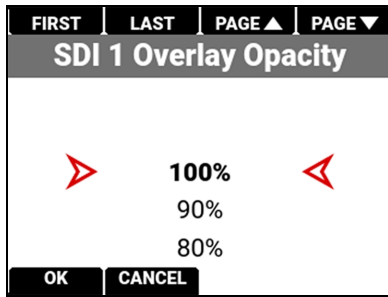 FIRST LAST PAGE▲ PAGE▼
SDI 1 Overlay Opacity
100%
90%
80%
OK CANCEL